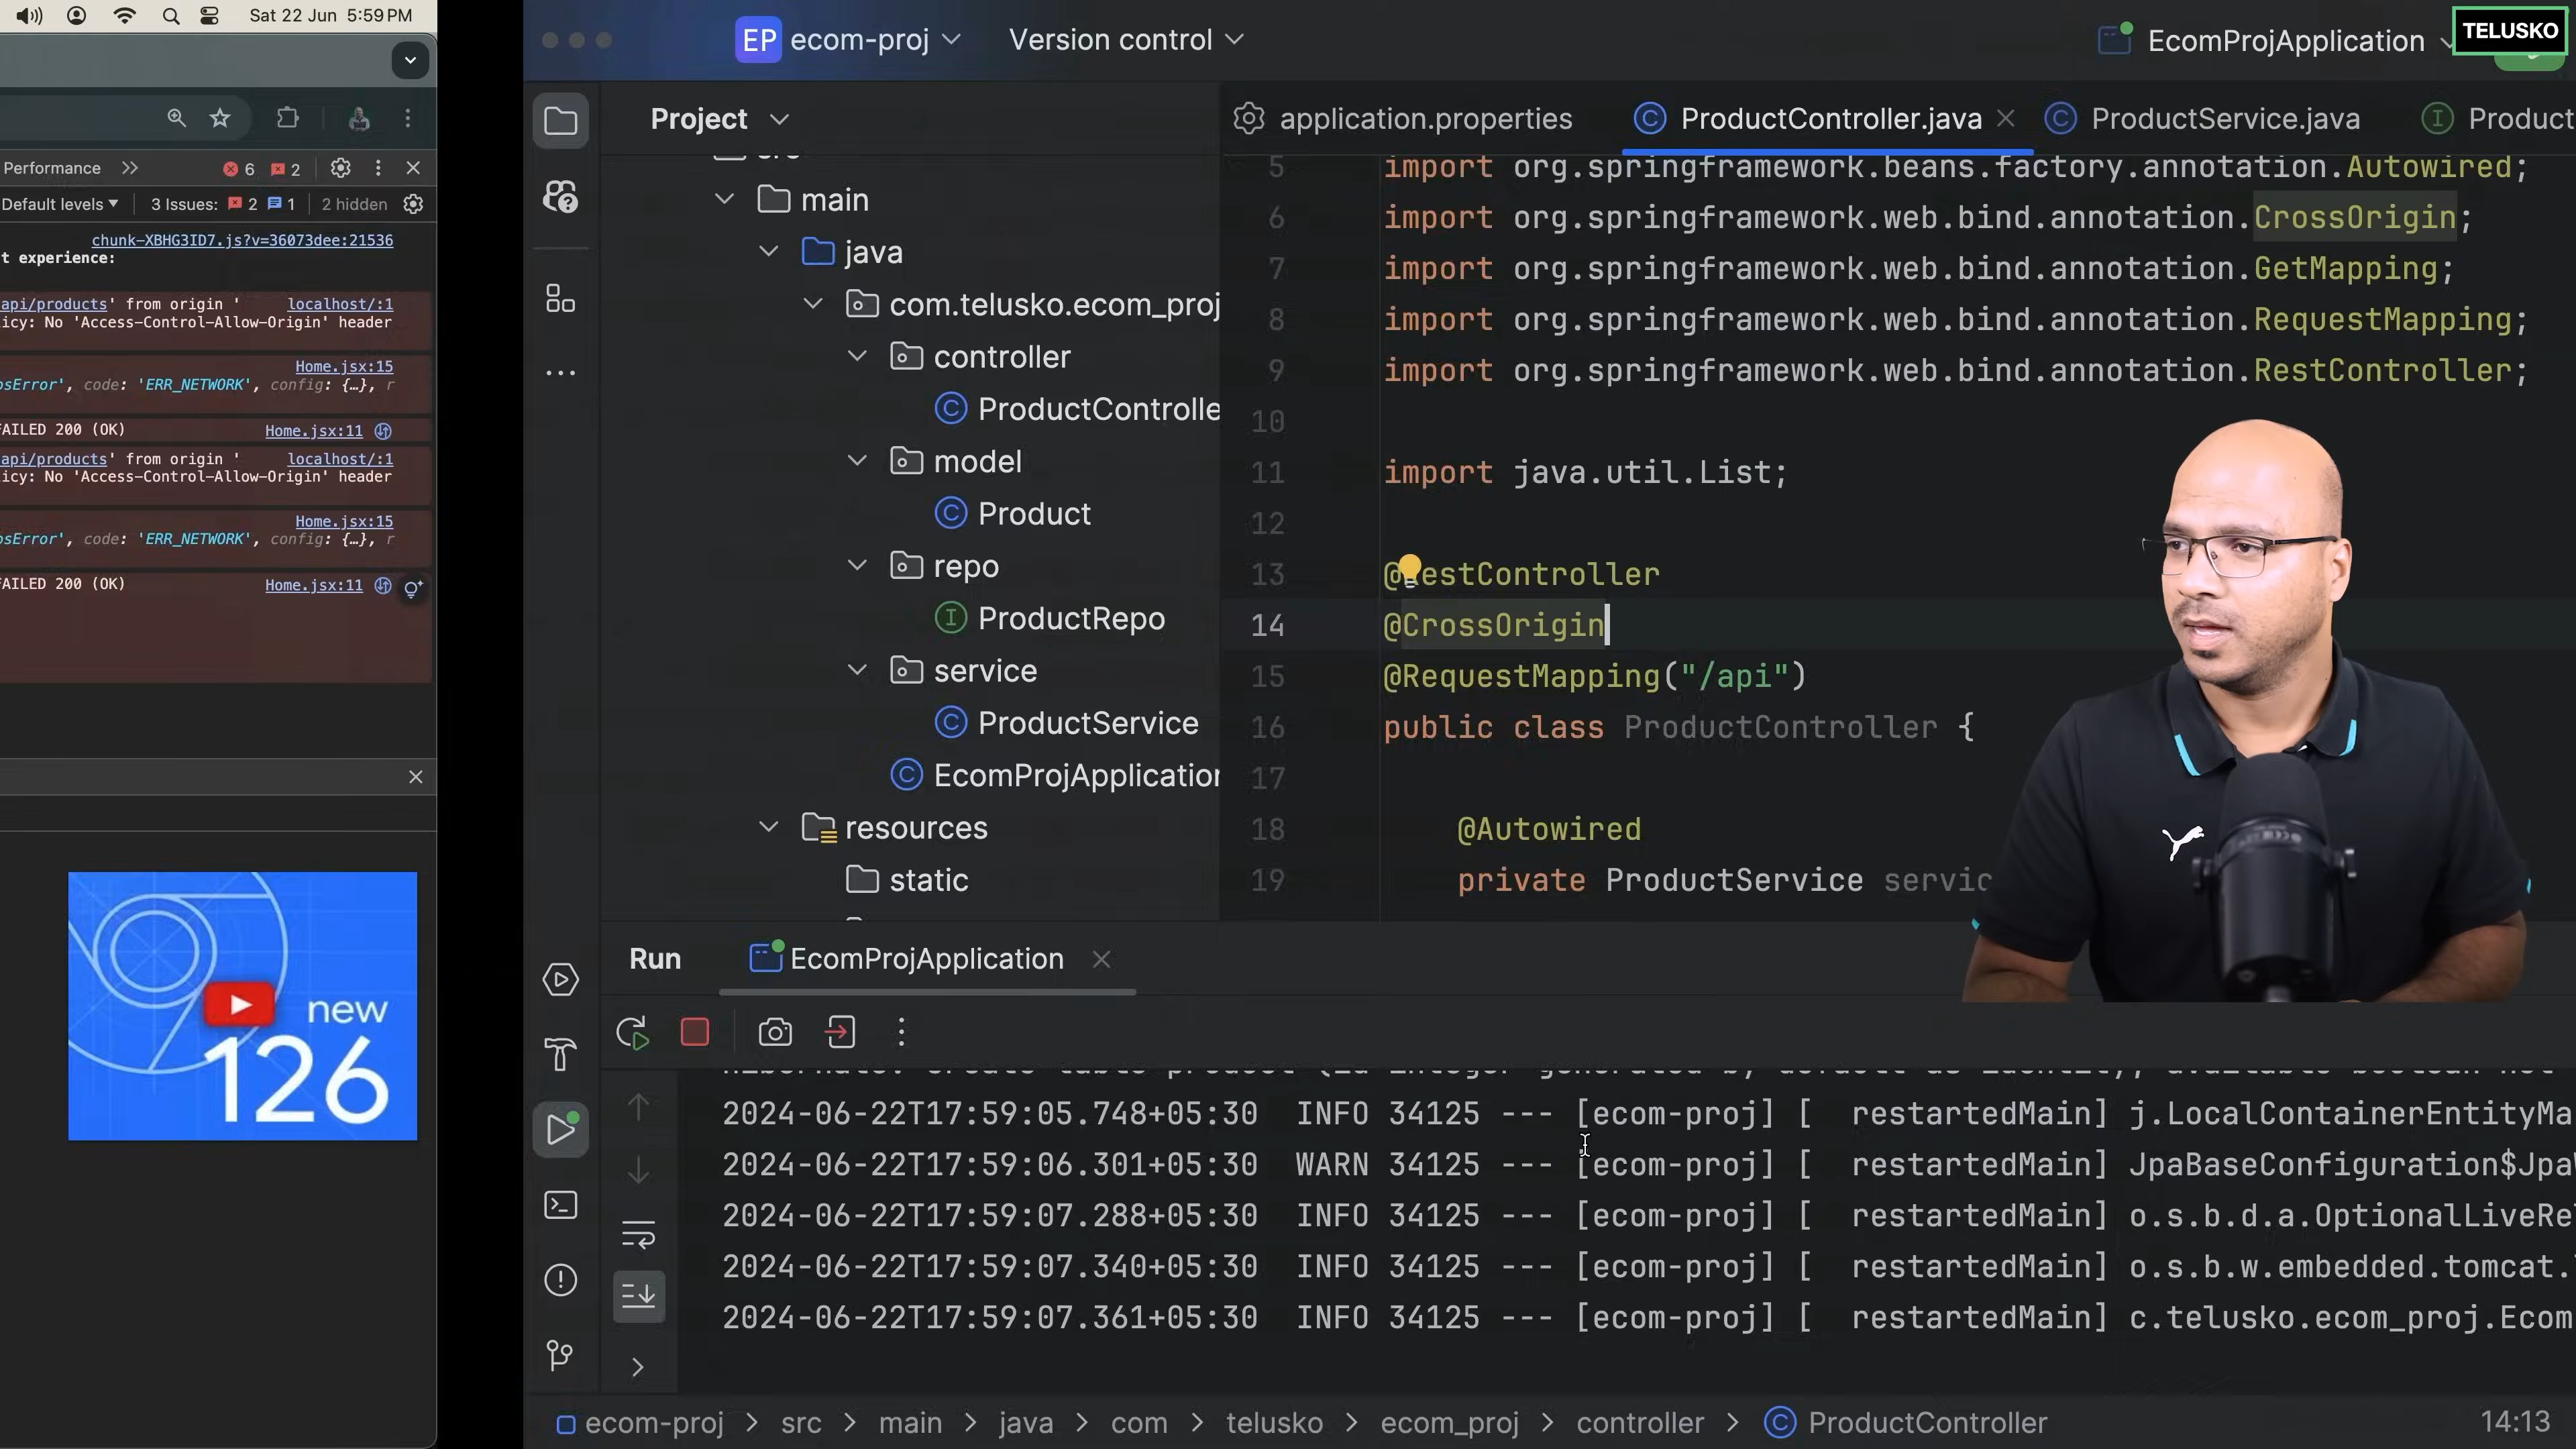 Sat 22 Jun 5:59 PM
Performance
6
2
Default levels
3 Issues: 2 1
2 hidden
chunk-XBHG3ID7.js?v=36073dee:21536
t experience:
api/products' from origin ' localhost/:1
icy: No 'Access-Control-Allow-Origin' header
Home.jsx:15
osError', code: 'ERR_NETWORK', config: {…}, r
AILED 200 (OK) Home.jsx:11
api/products' from origin ' localhost/:1
icy: No 'Access-Control-Allow-Origin' header
Home.jsx:15
osError', code: 'ERR_NETWORK', config: {…}, r
AILED 200 (OK) Home.jsx:11
new
126
EP ecom-proj
Version control
EcomProjApplication
TELUSKO
Project
main
java
com.telusko.ecom_proj
controller
ProductControlle
model
Product
repo
ProductRepo
service
ProductService
EcomProjApplication
resources
static
application.properties
ProductController.java
ProductService.java
Product
5 import org.springframework.beans.factory.annotation.Autowired;
6 import org.springframework.web.bind.annotation.CrossOrigin;
7 import org.springframework.web.bind.annotation.GetMapping;
8 import org.springframework.web.bind.annotation.RequestMapping;
9 import org.springframework.web.bind.annotation.RestController;
10
11 import java.util.List;
12
13 @RestController
14 @CrossOrigin
15 @RequestMapping("/api")
16 public class ProductController {
17
18 @Autowired
19 private ProductService servic
Run
EcomProjApplication
2024-06-22T17:59:05.748+05:30 INFO 34125 --- [ecom-proj] [ restartedMain] j.LocalContainerEntityMa
2024-06-22T17:59:06.301+05:30 WARN 34125 --- [ecom-proj] [ restartedMain] JpaBaseConfiguration$Jpa
2024-06-22T17:59:07.288+05:30 INFO 34125 --- [ecom-proj] [ restartedMain] o.s.b.d.a.OptionalLiveRe
2024-06-22T17:59:07.340+05:30 INFO 34125 --- [ecom-proj] [ restartedMain] o.s.b.w.embedded.tomcat.
2024-06-22T17:59:07.361+05:30 INFO 34125 --- [ecom-proj] [ restartedMain] c.telusko.ecom_proj.Ecom
ecom-proj > src > main > java > com > telusko > ecom_proj > controller > ProductController
14:13